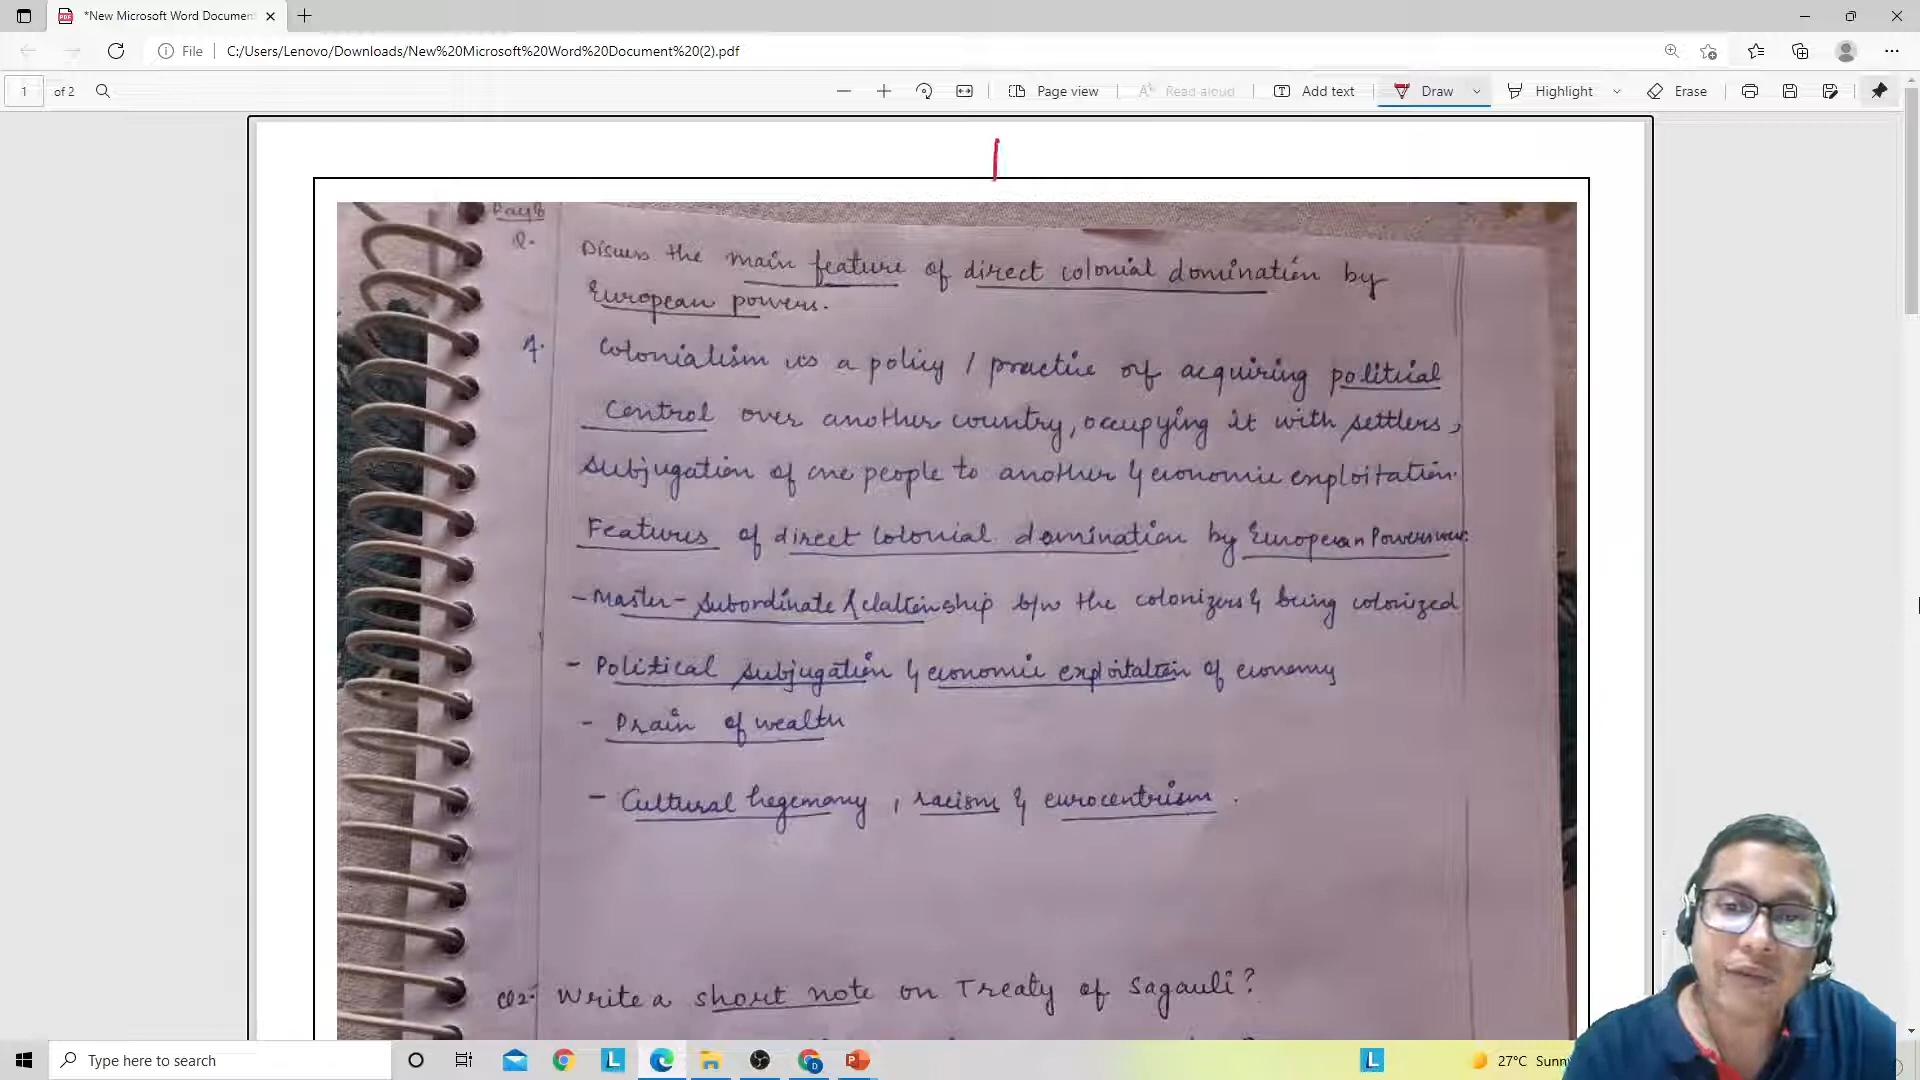 *New Microsoft Word Documen
File
C:/Users/Lenovo/Downloads/New%20Microsoft%20Word%20Document%20(2).pdf
1 of 2
Page view
Read aloud
Add text
Draw
Highlight
Erase
Day 8
Q. Discuss the main feature of direct colonial domination by
European powers.
A. Colonialism is a policy / practice of acquiring political
control over another country, occupying it with settlers,
subjugation of one people to another & economic exploitation.
Features of direct colonial domination by European Powers were:
- Master-subordinate relationship b/w the colonizers & being colonized
- Political subjugation & economic exploitation of economy
- Drain of wealth
- Cultural hegemony, racism & eurocentrism.
Q2- Write a short note on Treaty of Sagauli?
Type here to search
27°C Sunn